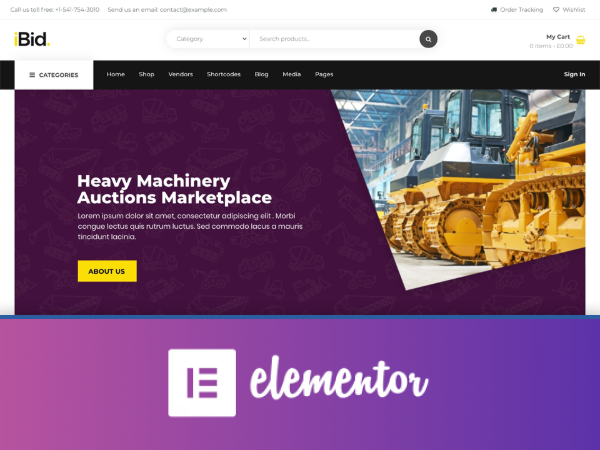 Call us toll free: +1-541-754-3010 Send us an email: contact@example.com Order Tracking Wishlist
iBid.
Category Search products...
My Cart
0 items - £0.00
CATEGORIES Home Shop Vendors Shortcodes Blog Media Pages Sign In
Heavy Machinery
Auctions Marketplace
Lorem ipsum dolor sit amet, consectetur adipiscing elit . Morbi
congue lectus quis rutrum luctus. Sed commodo lacus a mauris
tincidunt lacinia.
ABOUT US
elementor